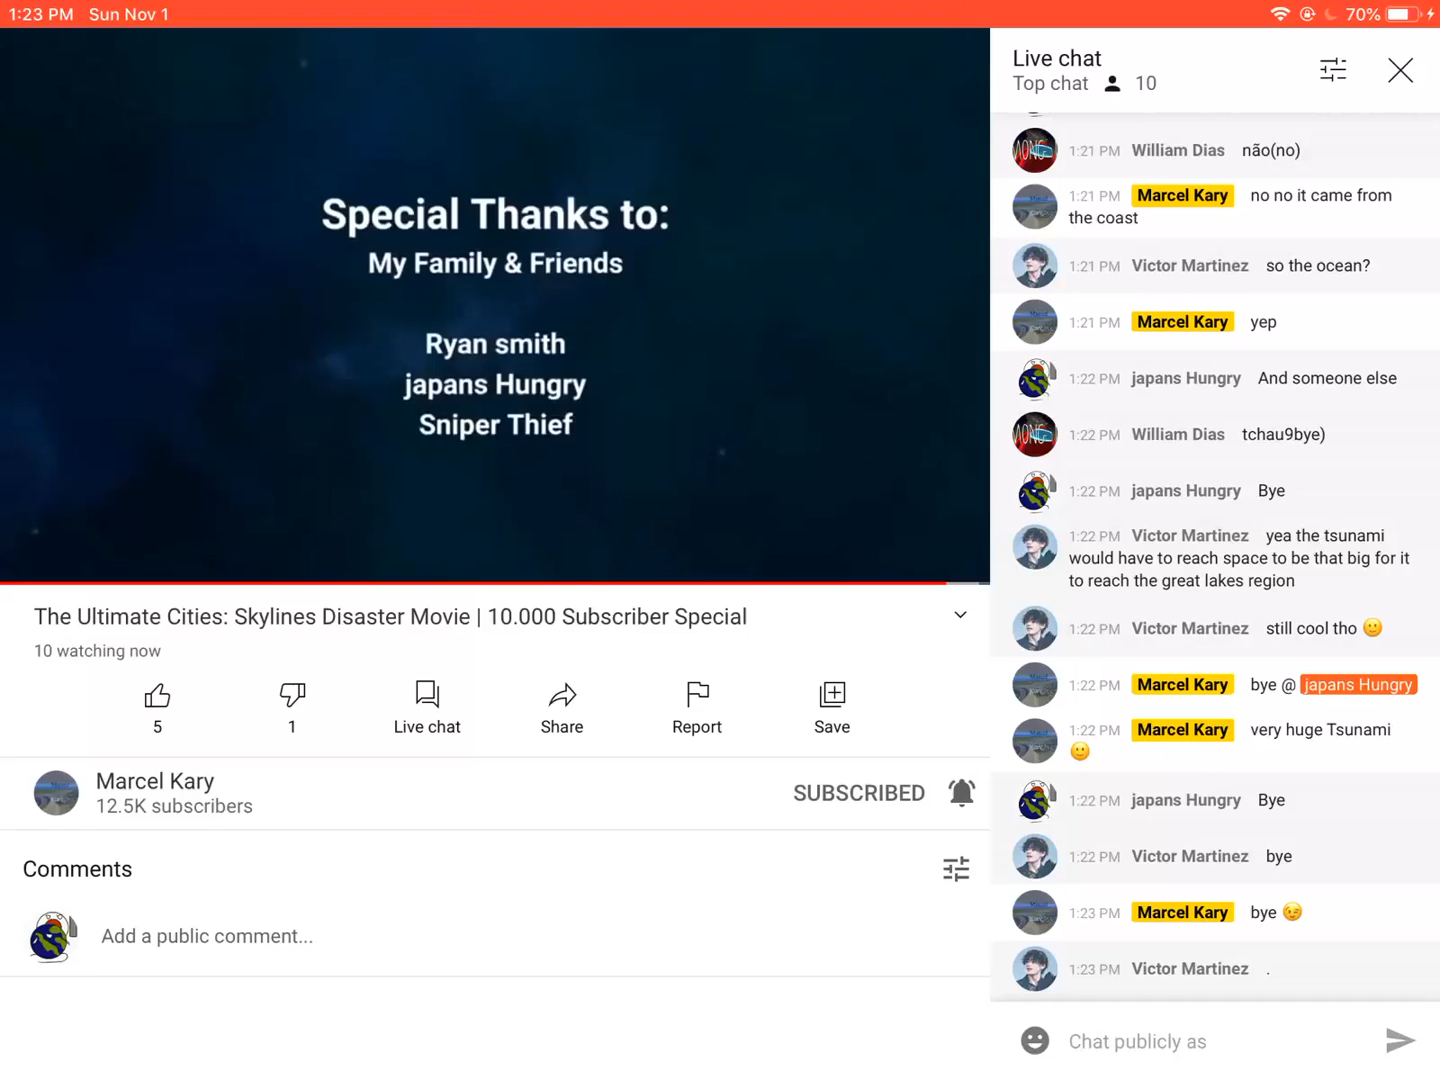 1:23 PM Sun Nov 1 70%
Special Thanks to:
My Family & Friends
Ryan smith
japans Hungry
Sniper Thief
The Ultimate Cities: Skylines Disaster Movie | 10.000 Subscriber Special
10 watching now
5
1
Live chat
Share
Report
Save
Marcel Kary
12.5K subscribers
SUBSCRIBED
Comments
Add a public comment...
Live chat
Top chat 10
1:21 PM William Dias não(no)
1:21 PM Marcel Kary no no it came from
the coast
1:21 PM Victor Martinez so the ocean?
1:21 PM Marcel Kary yep
1:22 PM japans Hungry And someone else
1:22 PM William Dias tchau9bye)
1:22 PM japans Hungry Bye
1:22 PM Victor Martinez yea the tsunami
would have to reach space to be that big for it
to reach the great lakes region
1:22 PM Victor Martinez still cool tho 🙂
1:22 PM Marcel Kary bye @ japans Hungry
1:22 PM Marcel Kary very huge Tsunami
🙂
1:22 PM japans Hungry Bye
1:22 PM Victor Martinez bye
1:23 PM Marcel Kary bye 😉
1:23 PM Victor Martinez .
Chat publicly as